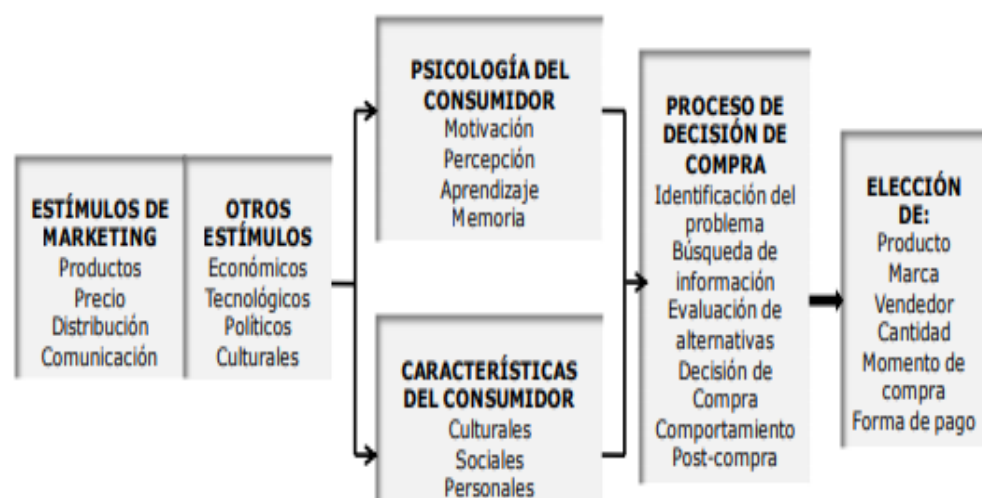 ESTÍMULOS DE
MARKETING
Productos
Precio
Distribución
Comunicación
OTROS
ESTÍMULOS
Económicos
Tecnológicos
Políticos
Culturales
PSICOLOGÍA DEL
CONSUMIDOR
Motivación
Percepción
Aprendizaje
Memoria
CARACTERÍSTICAS
DEL CONSUMIDOR
Culturales
Sociales
Personales
PROCESO DE
DECISIÓN DE
COMPRA
Identificación del
problema
Búsqueda de
información
Evaluación de
alternativas
Decisión de
Compra
Comportamiento
Post-compra
ELECCIÓN
DE:
Producto
Marca
Vendedor
Cantidad
Momento de
compra
Forma de pago